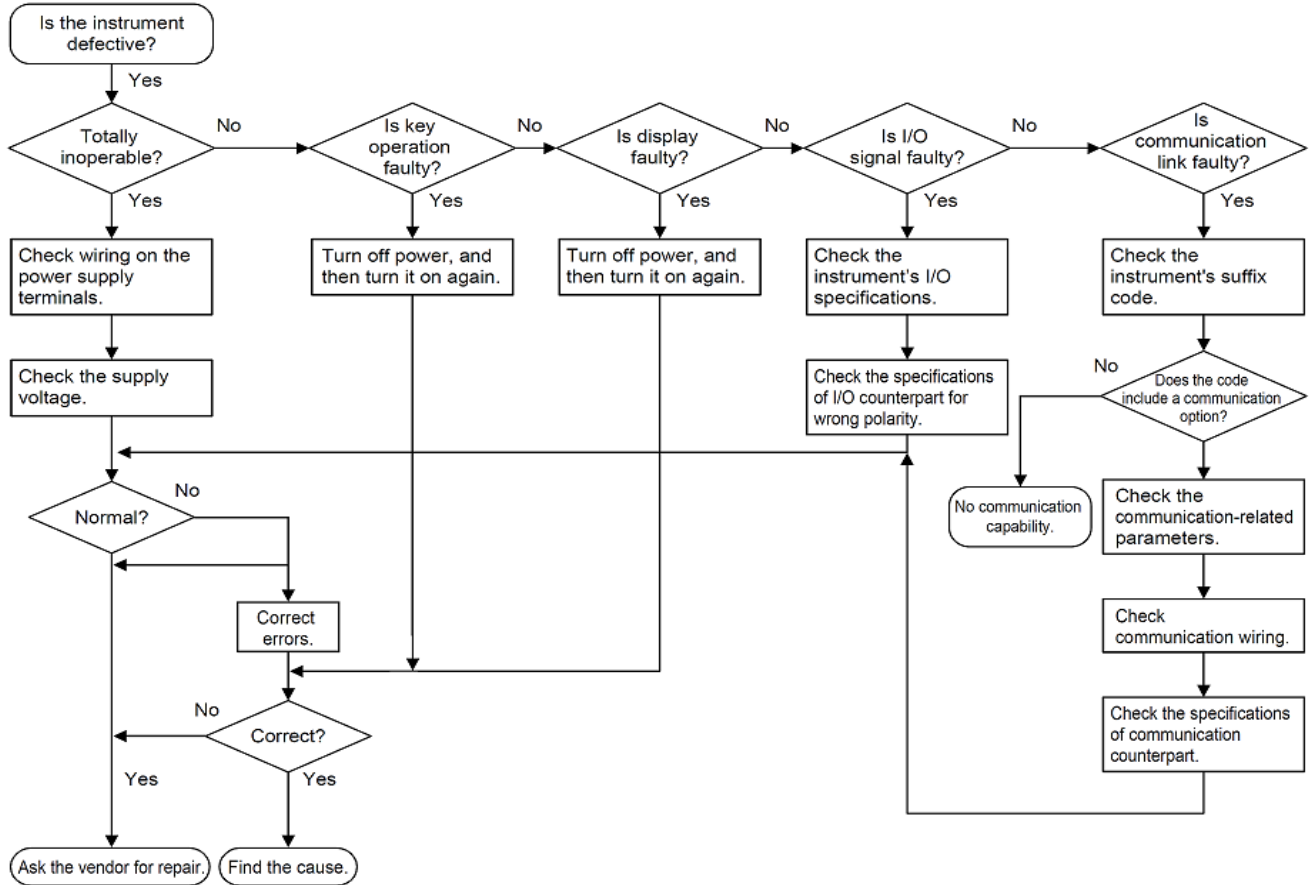 Is the instrument
defective?
Yes
Totally
inoperable?
No
Is key
operation
faulty?
No
Is display
faulty?
No
Is I/O
signal faulty?
No
Is
communication
link faulty?
Yes
Yes
Yes
Yes
Yes
Check wiring on the
power supply
terminals.
Turn off power, and
then turn it on again.
Turn off power, and
then turn it on again.
Check the
instrument's I/O
specifications.
Check the
instrument's suffix
code.
Check the supply
voltage.
Check the specifications
of I/O counterpart for
wrong polarity.
No
Does the code
include a communication
option?
Normal?
No
No communication
capability.
Check the
communication-related
parameters.
Correct
errors.
Check
communication wiring.
No
Correct?
Check the specifications
of communication
counterpart.
Yes
Yes
Ask the vendor for repair.
Find the cause.